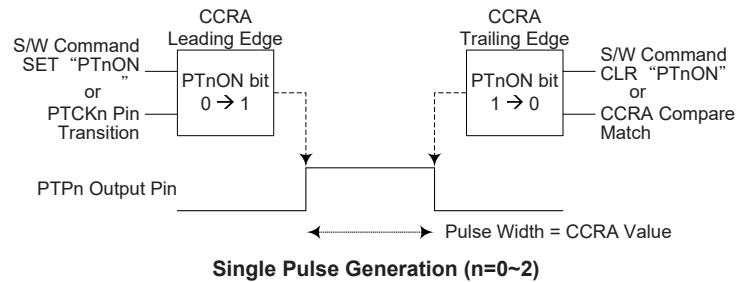 CCRA
Leading Edge
S/W Command
SET “PTnON
”
or
PTCKn Pin
Transition
PTnON bit
0 → 1
CCRA
Trailing Edge
PTnON bit
1 → 0
S/W Command
CLR “PTnON”
or
CCRA Compare
Match
PTPn Output Pin
Pulse Width = CCRA Value
Single Pulse Generation (n=0~2)